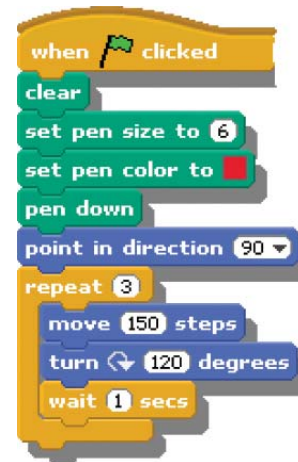 when clicked
clear
set pen size to 6
set pen color to
pen down
point in direction 90
repeat 3
move 150 steps
turn 120 degrees
wait 1 secs